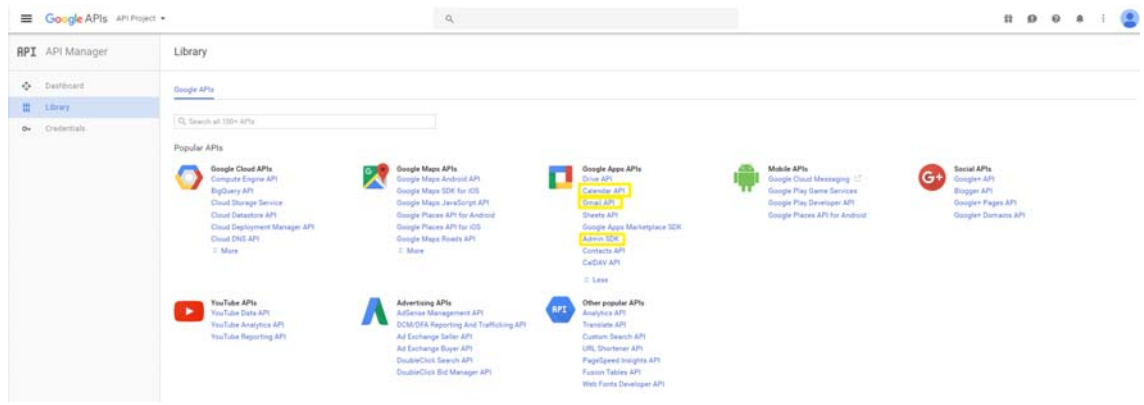 Google APIs API Project
API API Manager
Library
Dashboard
Library
Credentials
Google APIs
Search all 100+ APIs
Popular APIs
Google Cloud APIs
Compute Engine API
BigQuery API
Cloud Storage Service
Cloud Datastore API
Cloud Deployment Manager API
Cloud DNS API
More
Google Maps APIs
Google Maps Android API
Google Maps SDK for iOS
Google Maps JavaScript API
Google Places API for Android
Google Places API for iOS
Google Maps Roads API
More
Google Apps APIs
Drive API
Calendar API
Gmail API
Sheets API
Google Apps Marketplace SDK
Admin SDK
Contacts API
CalDAV API
Less
Mobile APIs
Google Cloud Messaging
Google Play Game Services
Google Play Developer API
Google Places API for Android
G+
Social APIs
Google+ API
Blogger API
Google+ Pages API
Google+ Domains API
YouTube APIs
YouTube Data API
YouTube Analytics API
YouTube Reporting API
Advertising APIs
AdSense Management API
DCM/DFA Reporting And Trafficking API
Ad Exchange Seller API
Ad Exchange Buyer API
DoubleClick Search API
DoubleClick Bid Manager API
API
Other popular APIs
Analytics API
Translate API
Custom Search API
URL Shortener API
PageSpeed Insights API
Fusion Tables API
Web Fonts Developer API